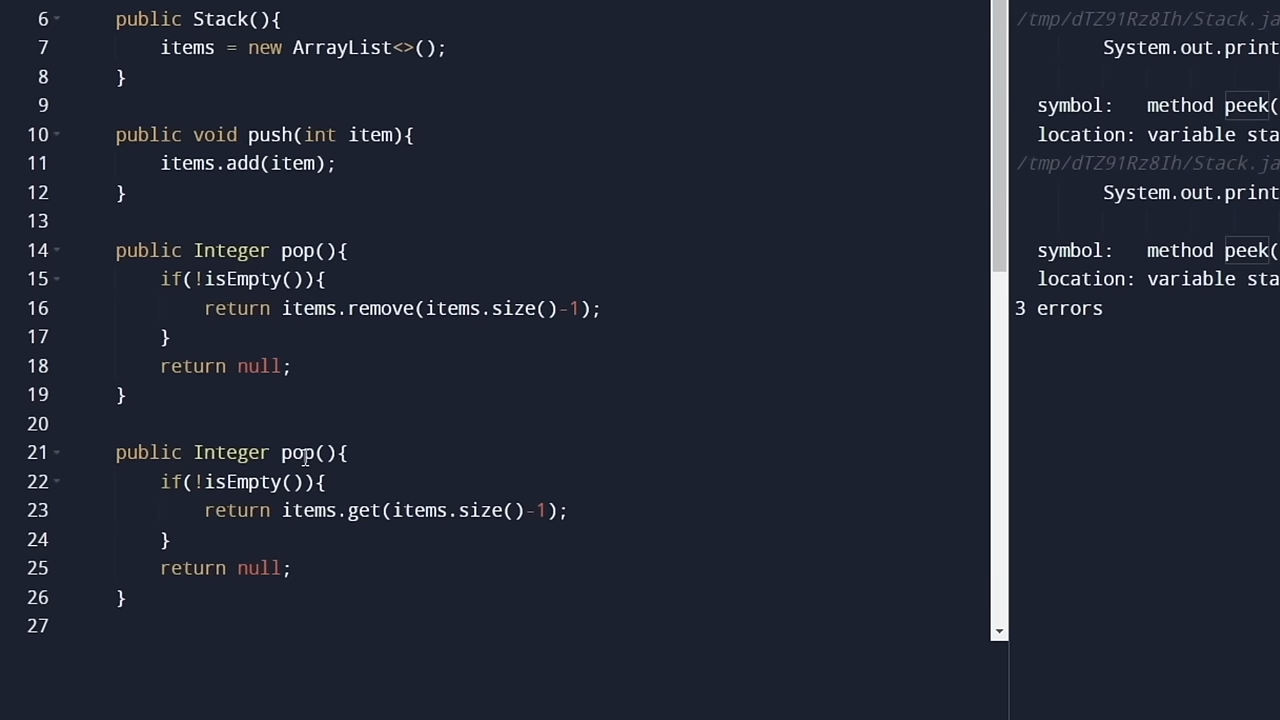 6 public Stack(){
7 items = new ArrayList<>();
8 }
9
10 public void push(int item){
11 items.add(item);
12 }
13
14 public Integer pop(){
15 if(!isEmpty()){
16 return items.remove(items.size()-1);
17 }
18 return null;
19 }
20
21 public Integer pop(){
22 if(!isEmpty()){
23 return items.get(items.size()-1);
24 }
25 return null;
26 }
27
/tmp/dTZ91Rz8Ih/Stack.ja
System.out.print
symbol: method peek(
location: variable sta
/tmp/dTZ91Rz8Ih/Stack.ja
System.out.print
symbol: method peek(
location: variable sta
3 errors